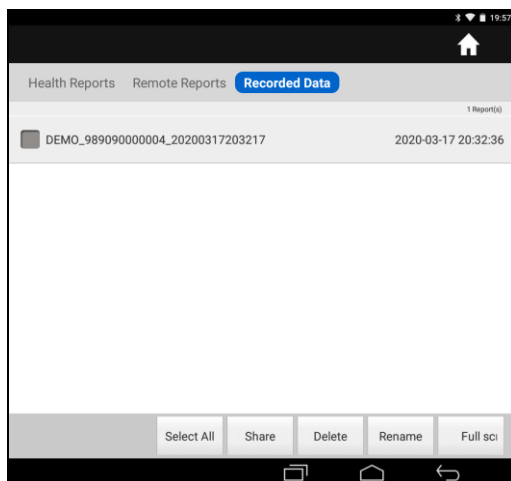 19:57
Health Reports Remote Reports Recorded Data
1 Report(s)
DEMO_989090000004_20200317203217 2020-03-17 20:32:36
Select All Share Delete Rename Full scr